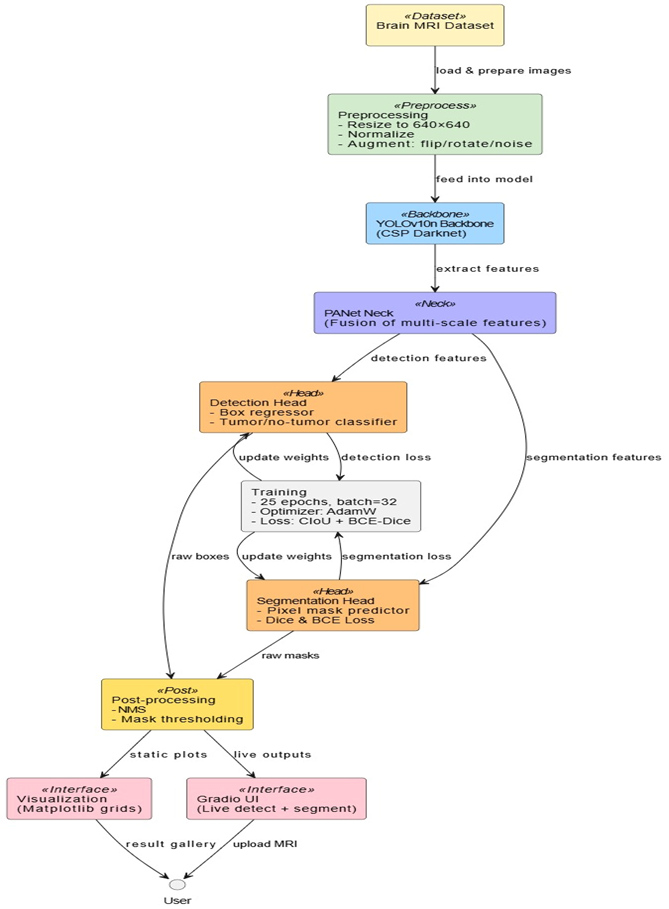 «Dataset»
Brain MRI Dataset
load & prepare images
«Preprocess»
Preprocessing
- Resize to 640×640
- Normalize
- Augment: flip/rotate/noise
feed into model
«Backbone»
YOLOv10n Backbone
(CSP Darknet)
extract features
«Neck»
PANet Neck
(Fusion of multi-scale features)
detection features
«Head»
Detection Head
- Box regressor
- Tumor/no-tumor classifier
update weights
detection loss
segmentation features
Training
- 25 epochs, batch=32
- Optimizer: AdamW
- Loss: CIoU + BCE-Dice
raw boxes
update weights
segmentation loss
«Head»
Segmentation Head
- Pixel mask predictor
- Dice & BCE Loss
raw masks
«Post»
Post-processing
-NMS
- Mask thresholding
static plots
live outputs
«Interface»
Visualization
(Matplotlib grids)
«Interface»
Gradio UI
(Live detect + segment)
result gallery
upload MRI
User